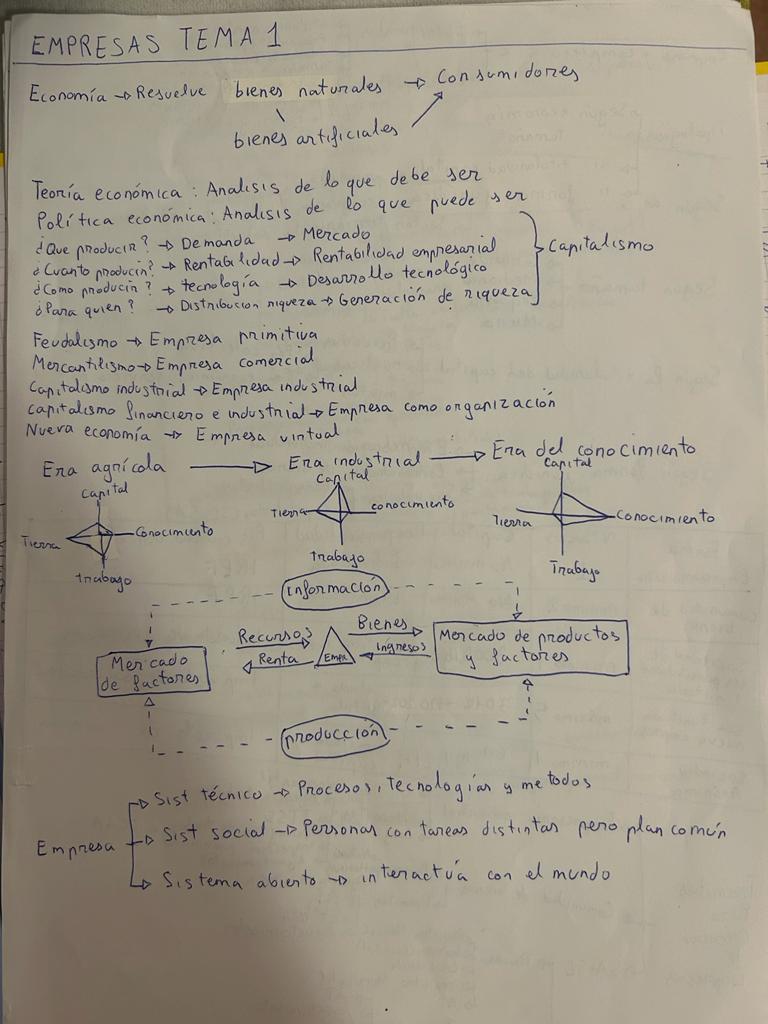 EMPRESAS TEMA 1
Economía → Resuelve bienes naturales → Consumidores
bienes artificiales
Teoría económica: Analisis de lo que debe ser
Política económica: Analisis de lo que puede ser
¿Que producir? → Demanda → Mercado
¿Cuanto producir? → Rentabilidad → Rentabilidad empresarial
¿Como producir? → tecnología → Desarrollo tecnológico
¿Para quien? → Distribucion riqueza → Generación de riqueza
Capitalismo
Feudalismo → Empresa primitiva
Mercantilismo → Empresa comercial
Capitalismo industrial → Empresa industrial
capitalismo financiero e industrial → Empresa como organización
Nueva economía → Empresa virtual
Era agrícola → Era industrial → Era del conocimiento
Capital Capital Capital
Tierra Conocimiento Tierra conocimiento Tierra Conocimiento
trabajo Trabajo Trabajo
información
Mercado de factores
Recursos
Renta
Empr.
Bienes
Ingresos
Mercado de productos y factores
producción
Empresa
Sist técnico → Procesos, tecnologías y metodos
Sist social → Personas con tareas distintas pero plan común
Sistema abierto → interactúa con el mundo